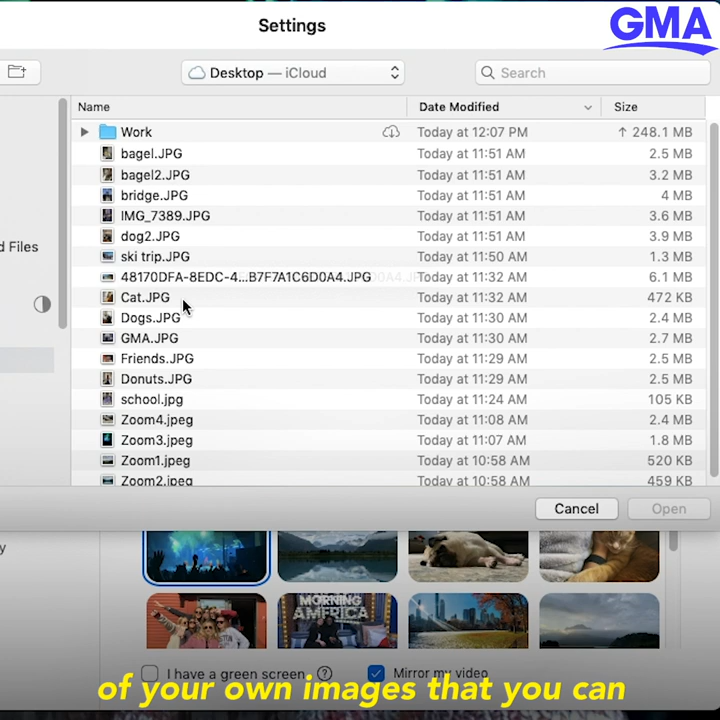 Settings
GMA
Desktop — iCloud
Search
Name Date Modified Size
Work Today at 12:07 PM ↑ 248.1 MB
bagel.JPG Today at 11:51 AM 2.5 MB
bagel2.JPG Today at 11:51 AM 3.2 MB
bridge.JPG Today at 11:51 AM 4 MB
IMG_7389.JPG Today at 11:51 AM 3.6 MB
dog2.JPG Today at 11:51 AM 3.9 MB
d Files
ski trip.JPG Today at 11:50 AM 1.3 MB
48170DFA-8EDC-4...B7F7A1C6D0A4.JPG Today at 11:32 AM 6.1 MB
Cat.JPG Today at 11:32 AM 472 KB
Dogs.JPG Today at 11:30 AM 2.4 MB
GMA.JPG Today at 11:30 AM 2.7 MB
Friends.JPG Today at 11:29 AM 2.5 MB
Donuts.JPG Today at 11:29 AM 2.5 MB
school.jpg Today at 11:24 AM 105 KB
Zoom4.jpeg Today at 11:08 AM 2.4 MB
Zoom3.jpeg Today at 11:07 AM 1.8 MB
Zoom1.jpeg Today at 10:58 AM 520 KB
Zoom2.jpeg Today at 10:58 AM 459 KB
Cancel
Open
y
MORNING
AMERICA
I have a green screen ?
Mirror my video
of your own images that you can